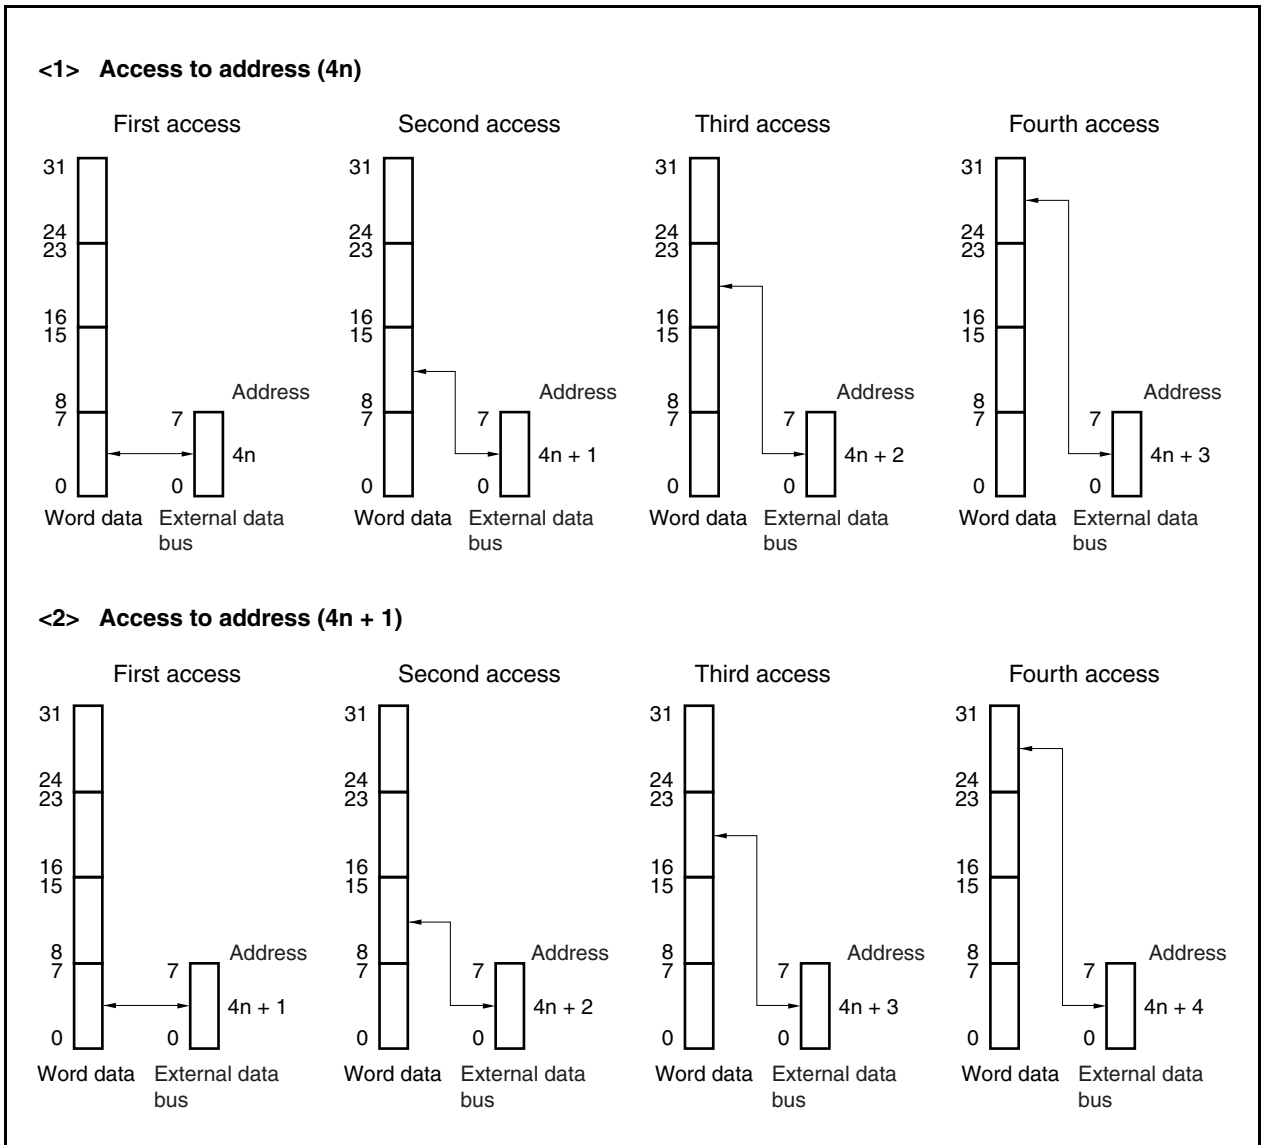 <1> Access to address (4n)
First access Second access Third access Fourth access
31 31 31 31
24 24 24 24
23 23 23 23
16 16 16 16
15 15 15 15
Address Address Address Address
8 8 8 8
7 7 7 7 7 7 7 7
4n 4n + 1 4n + 2 4n + 3
0 0 0 0 0 0 0 0
Word data External data Word data External data Word data External data Word data External data
bus bus bus bus
<2> Access to address (4n + 1)
First access Second access Third access Fourth access
31 31 31 31
24 24 24 24
23 23 23 23
16 16 16 16
15 15 15 15
8 Address 8 Address 8 Address 8 Address
7 7 7 7 7 7 7 7
4n + 1 4n + 2 4n + 3 4n + 4
0 0 0 0 0 0 0 0
Word data External data Word data External data Word data External data Word data External data
bus bus bus bus